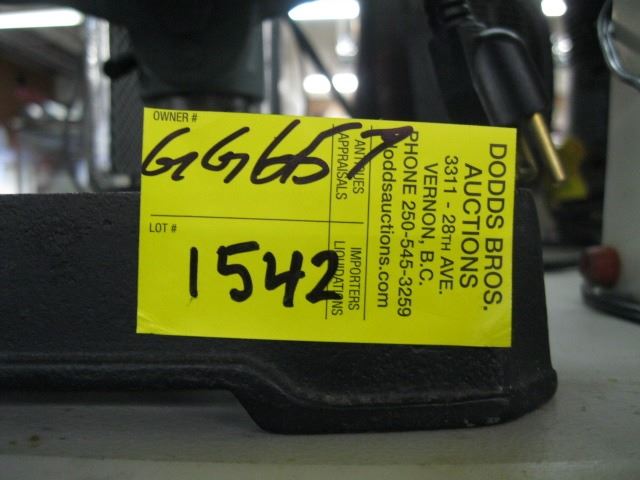 OWNER #
GG657
LOT #
1542
ANTIQUES
APPRAISALS
IMPORTERS
LIQUIDATIONS
DODDS BROS.
AUCTIONS
3311 - 28TH AVE.
VERNON, B.C.
PHONE 250-545-3259
doddsauctions.com